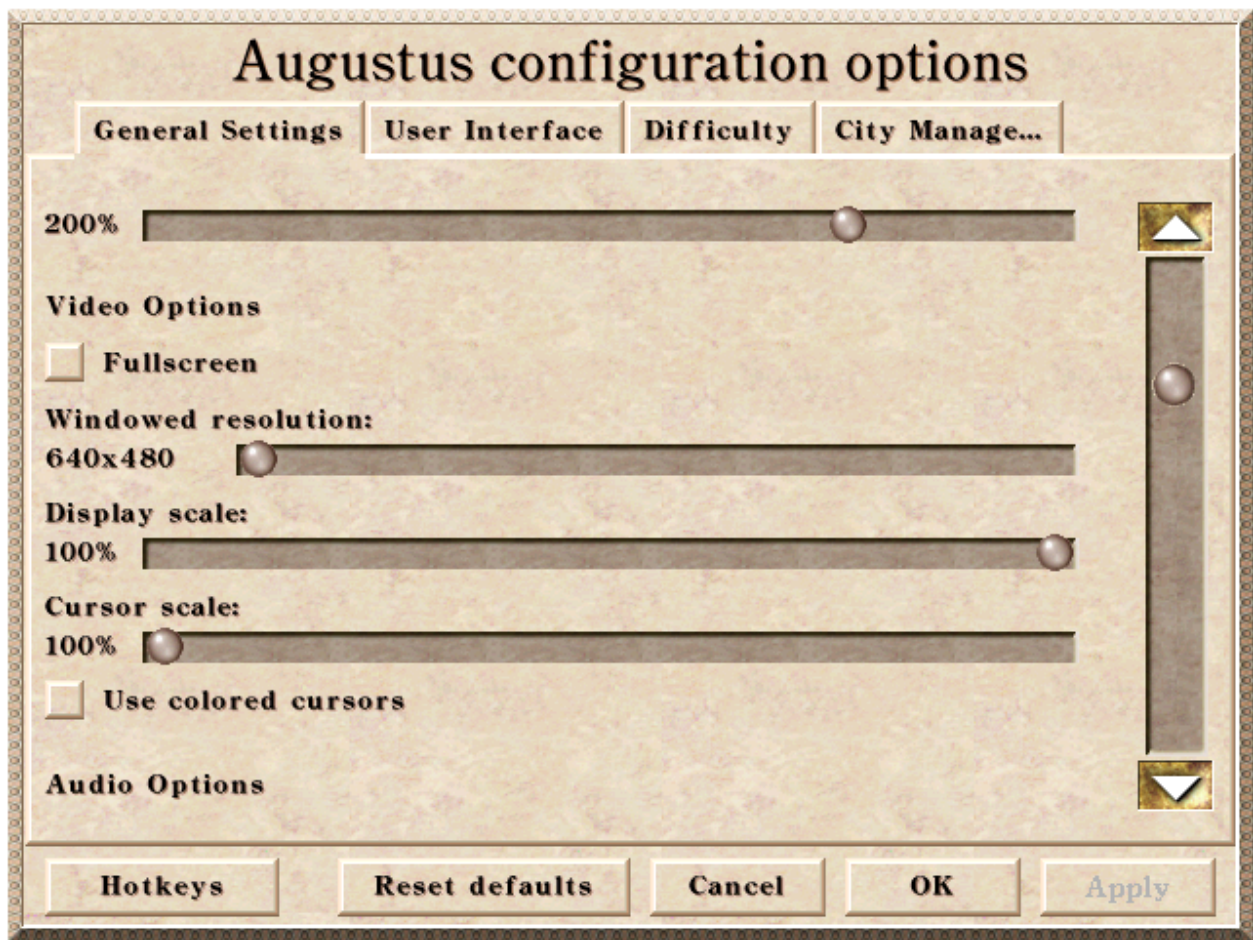 Augustus configuration options
General Settings User Interface Difficulty City Manage...
200%
Video Options
Fullscreen
Windowed resolution:
640x480
Display scale:
100%
Cursor scale:
100%
Use colored cursors
Audio Options
Hotkeys Reset defaults Cancel OK Apply